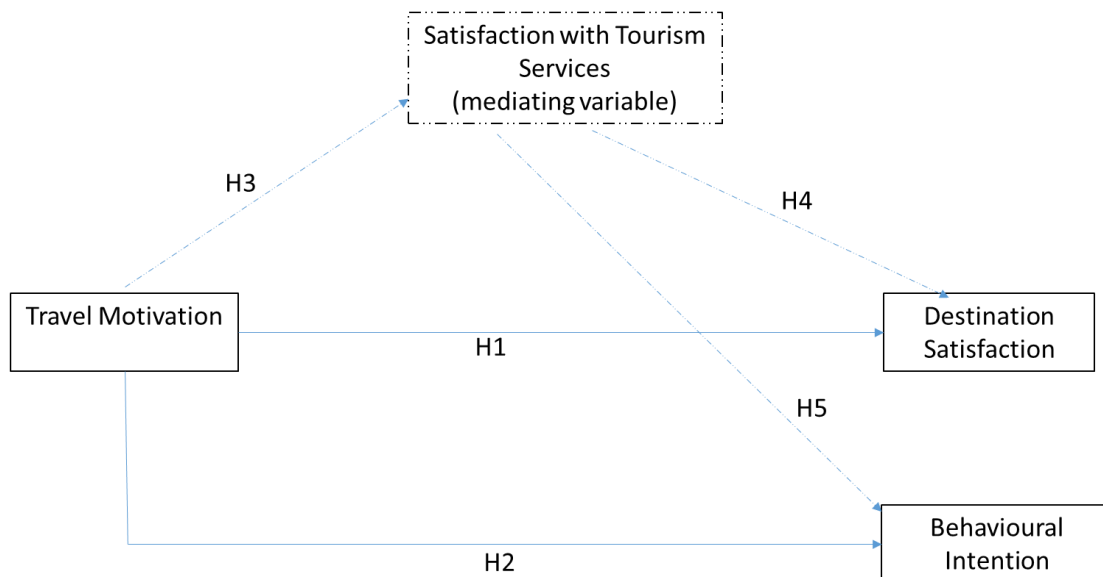 Satisfaction with Tourism
Services
(mediating variable)
H3
H4
Travel Motivation
Destination
Satisfaction
H1
H5
Behavioural
Intention
H2